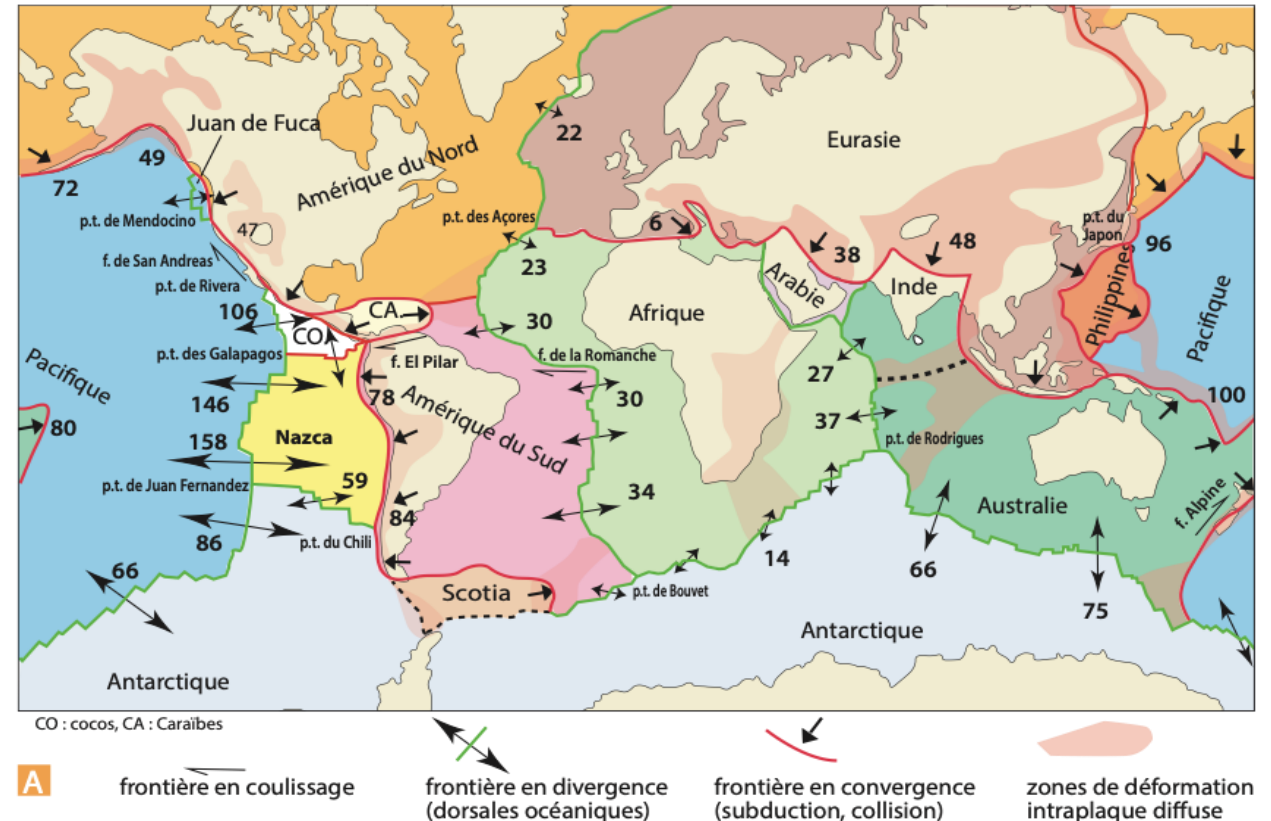 22
Juan de Fuca
Eurasie
49
72
Amérique du Nord
p.t. de Mendocino
p.t. des Açores
6
p.t. du
Japon
47
38
48
96
f. de San Andreas
23
Arabie
Inde
Philippines
p.t. de Rivera
106
CA
Afrique
30
Pacifique
CO
p.t. des Galapagos
f. El Pilar
f. de la Romanche
Pacifique
27
78
146
30
100
80
Amérique du Sud
37
158
Nazca
p.t. de Rodrigues
p.t. de Juan Fernandez
59
34
Australie
f. Alpine
84
86
p.t. du Chili
14
66
66
Scotia
p.t. de Bouvet
75
Antarctique
Antarctique
CO : cocos, CA : Caraïbes
A
frontière en coulissage
frontière en divergence
(dorsales océaniques)
frontière en convergence
(subduction, collision)
zones de déformation
intraplaque diffuse